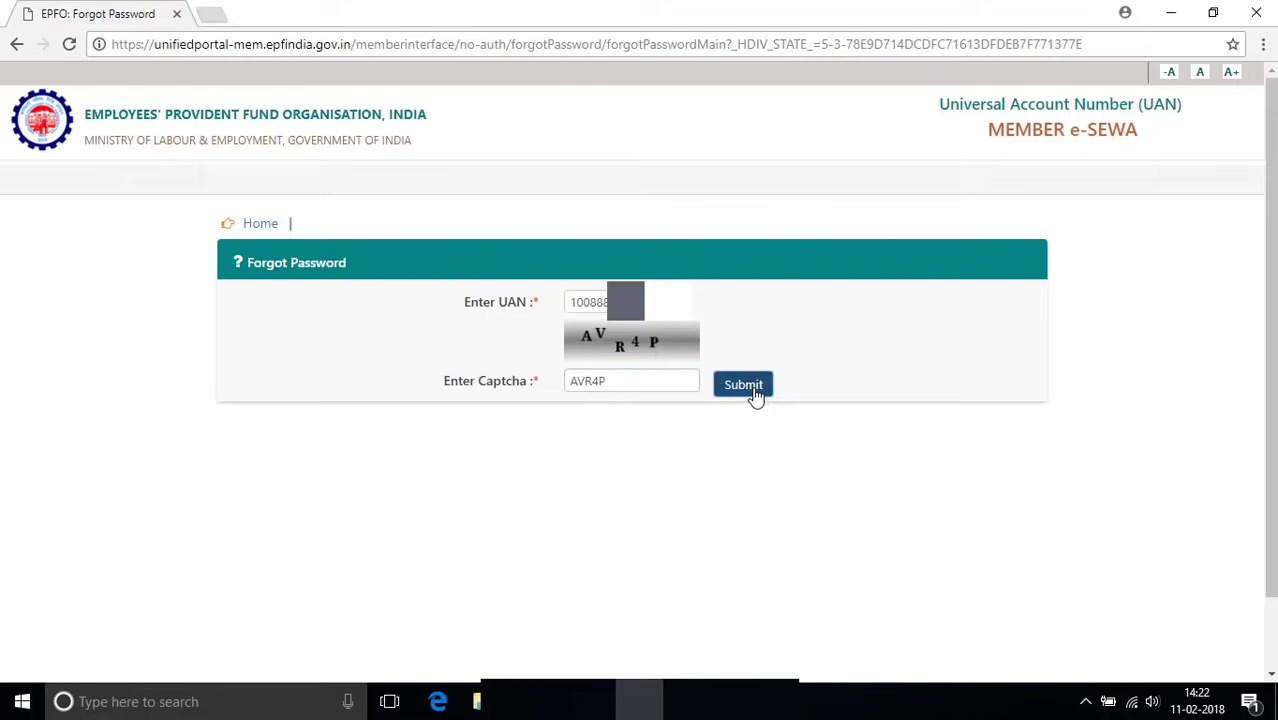 EPFO: Forgot Password
https://unifiedportal-mem.epfindia.gov.in/memberinterface/no-auth/forgotPassword/forgotPasswordMain?_HDIV_STATE_=5-3-78E9D714DCDFC71613DFDEB7F771377E
-A A A+
EMPLOYEES' PROVIDENT FUND ORGANISATION, INDIA
MINISTRY OF LABOUR & EMPLOYMENT, GOVERNMENT OF INDIA
Universal Account Number (UAN)
MEMBER e-SEWA
Home |
? Forgot Password
Enter UAN :* 100888
A V R 4 P
Enter Captcha :* AVR4P Submit
Type here to search
14:22
11-02-2018
1